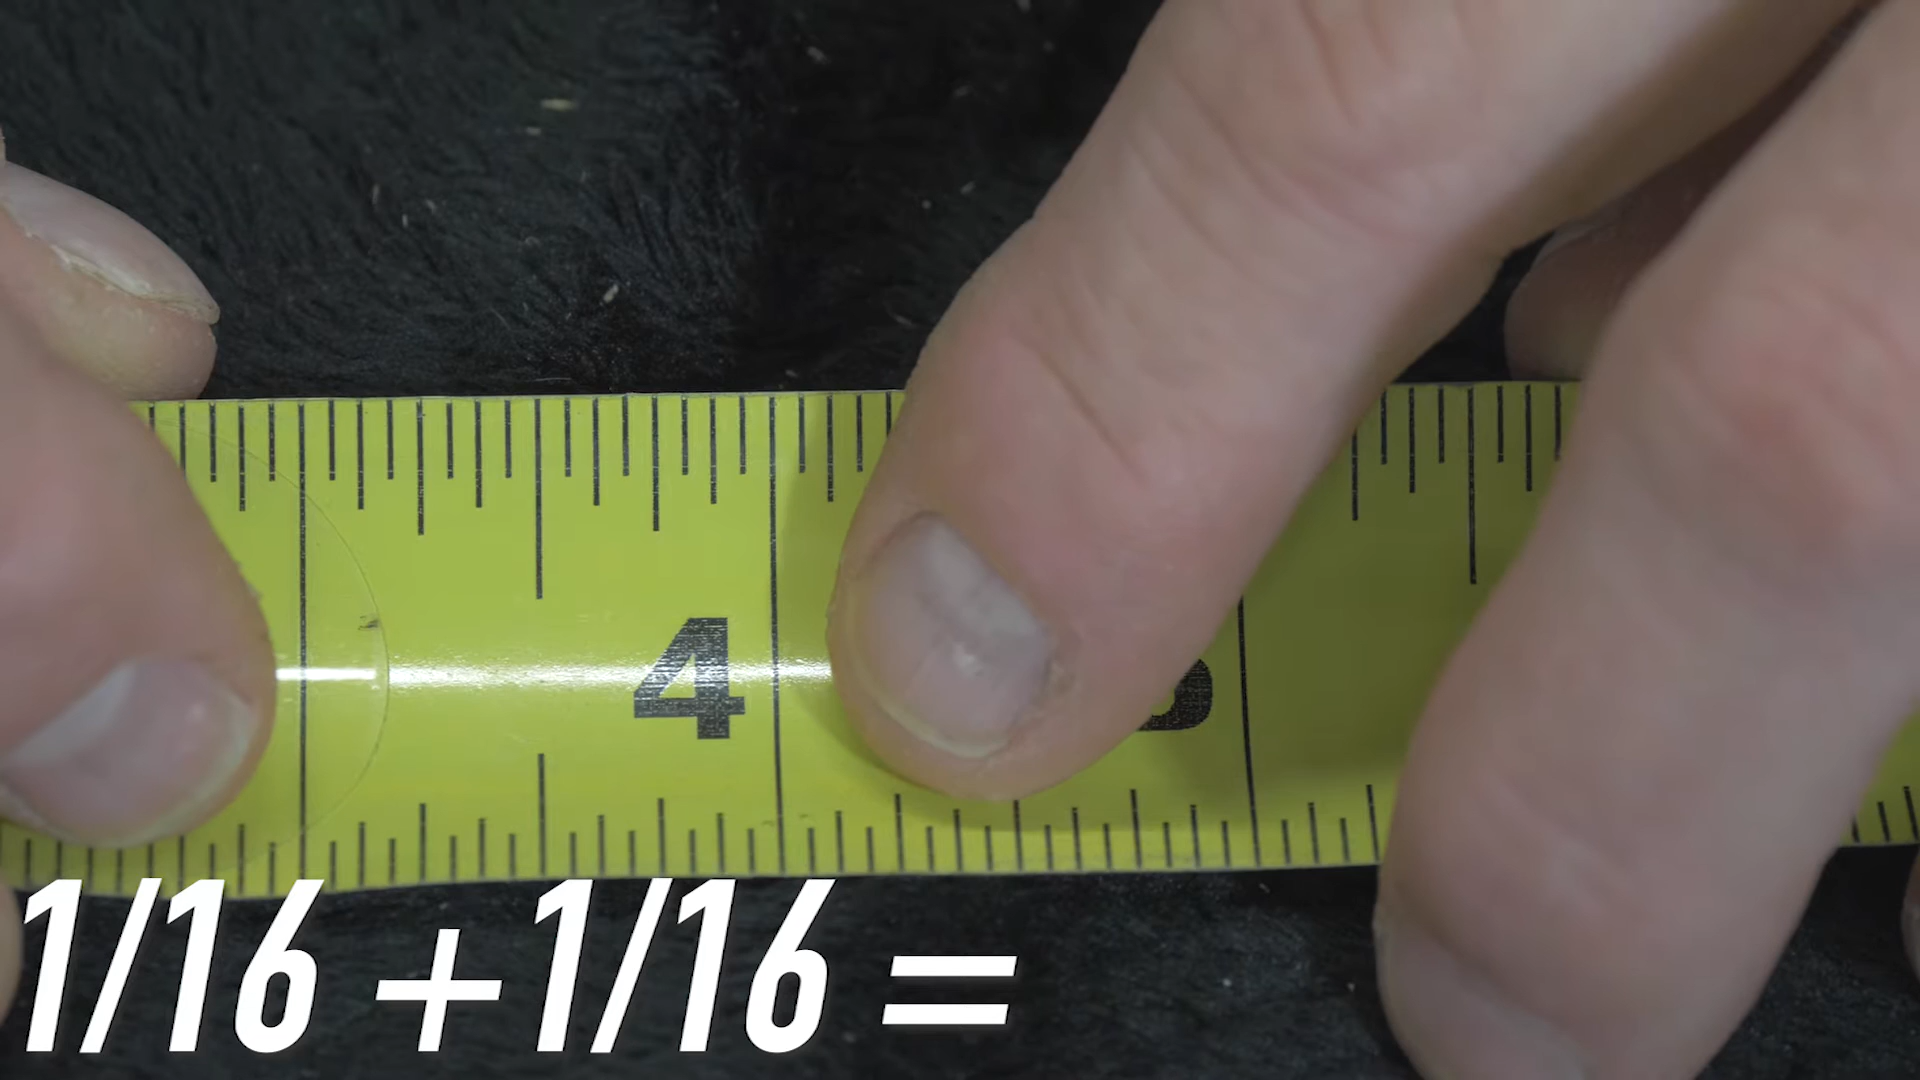 4
1/16 + 1/16 =